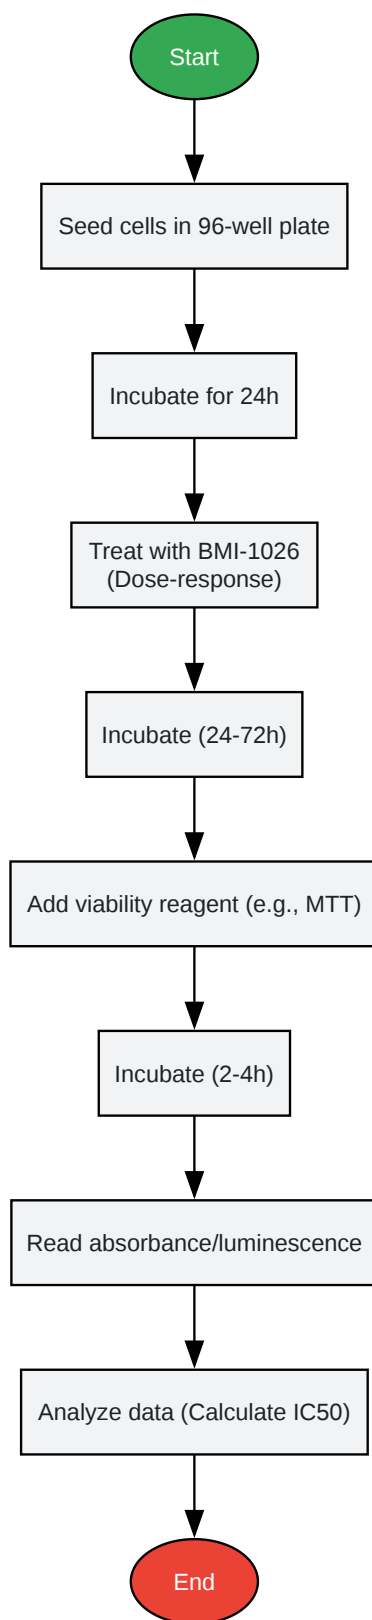 Start
Seed cells in 96-well plate
Incubate for 24h
Treat with BMI-1026
(Dose-response)
Incubate (24-72h)
Add viability reagent (e.g., MTT)
Incubate (2-4h)
Read absorbance/luminescence
Analyze data (Calculate IC50)
End